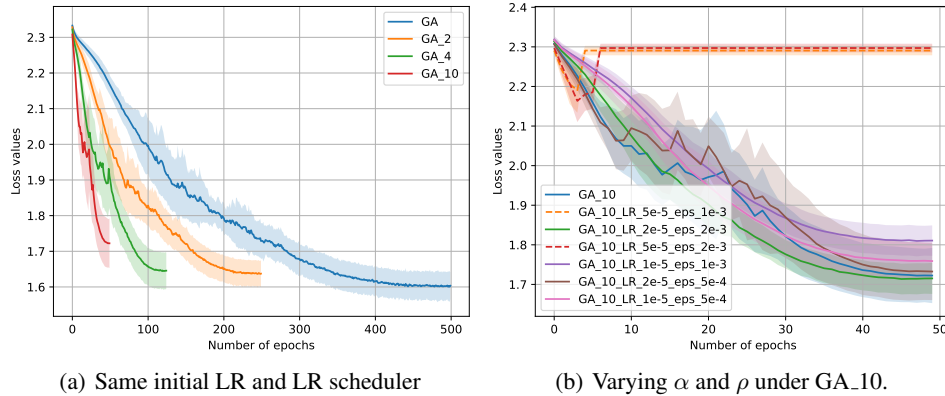 2.3
2.2
2.1
2.0
1.9
1.8
1.7
1.6
Loss values
0
100
200
300
400
500
Number of epochs
GA
GA_2
GA_4
GA_10
(a) Same initial LR and LR scheduler
2.4
2.3
2.2
2.1
2.0
1.9
1.8
1.7
Loss values
0
10
20
30
40
50
Number of epochs
GA_10
GA_10_LR_5e-5_eps_1e-3
GA_10_LR_2e-5_eps_2e-3
GA_10_LR_5e-5_eps_2e-3
GA_10_LR_1e-5_eps_1e-3
GA_10_LR_2e-5_eps_5e-4
GA_10_LR_1e-5_eps_5e-4
(b) Varying α and ρ under GA_10.